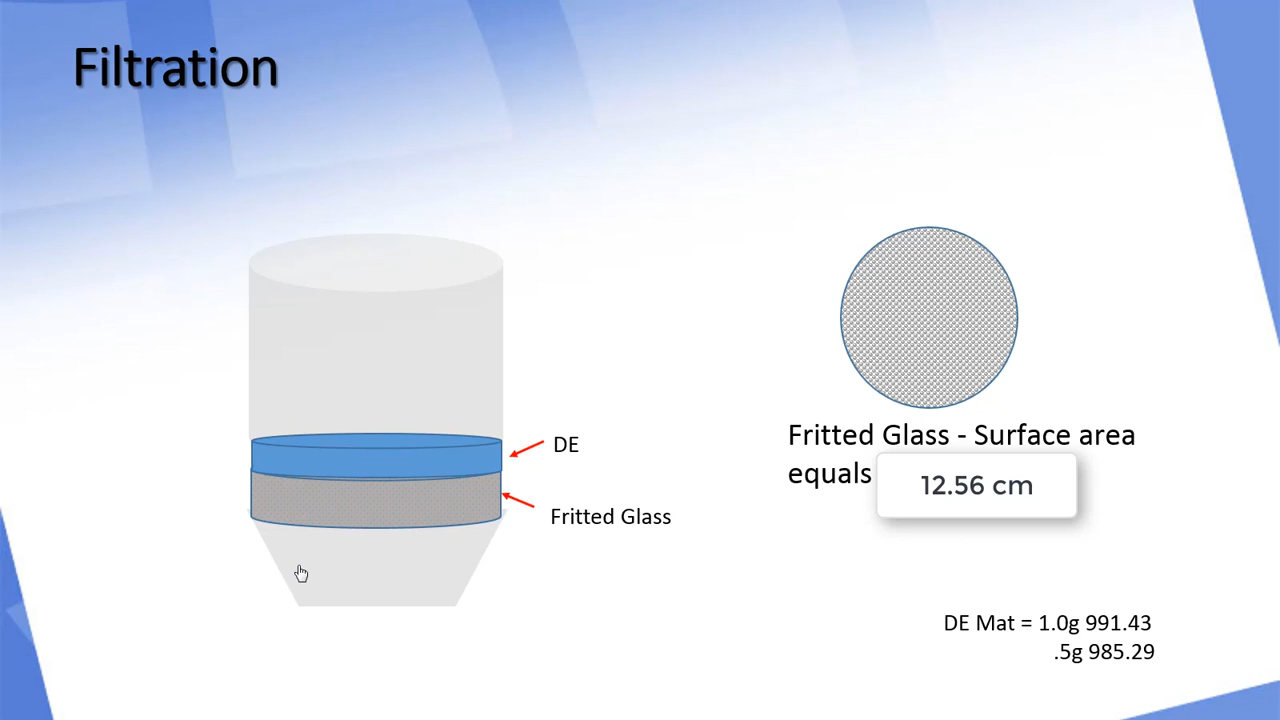 Filtration
DE
Fritted Glass
Fritted Glass - Surface area
equals 12.56 cm
DE Mat = 1.0g 991.43
.5g 985.29